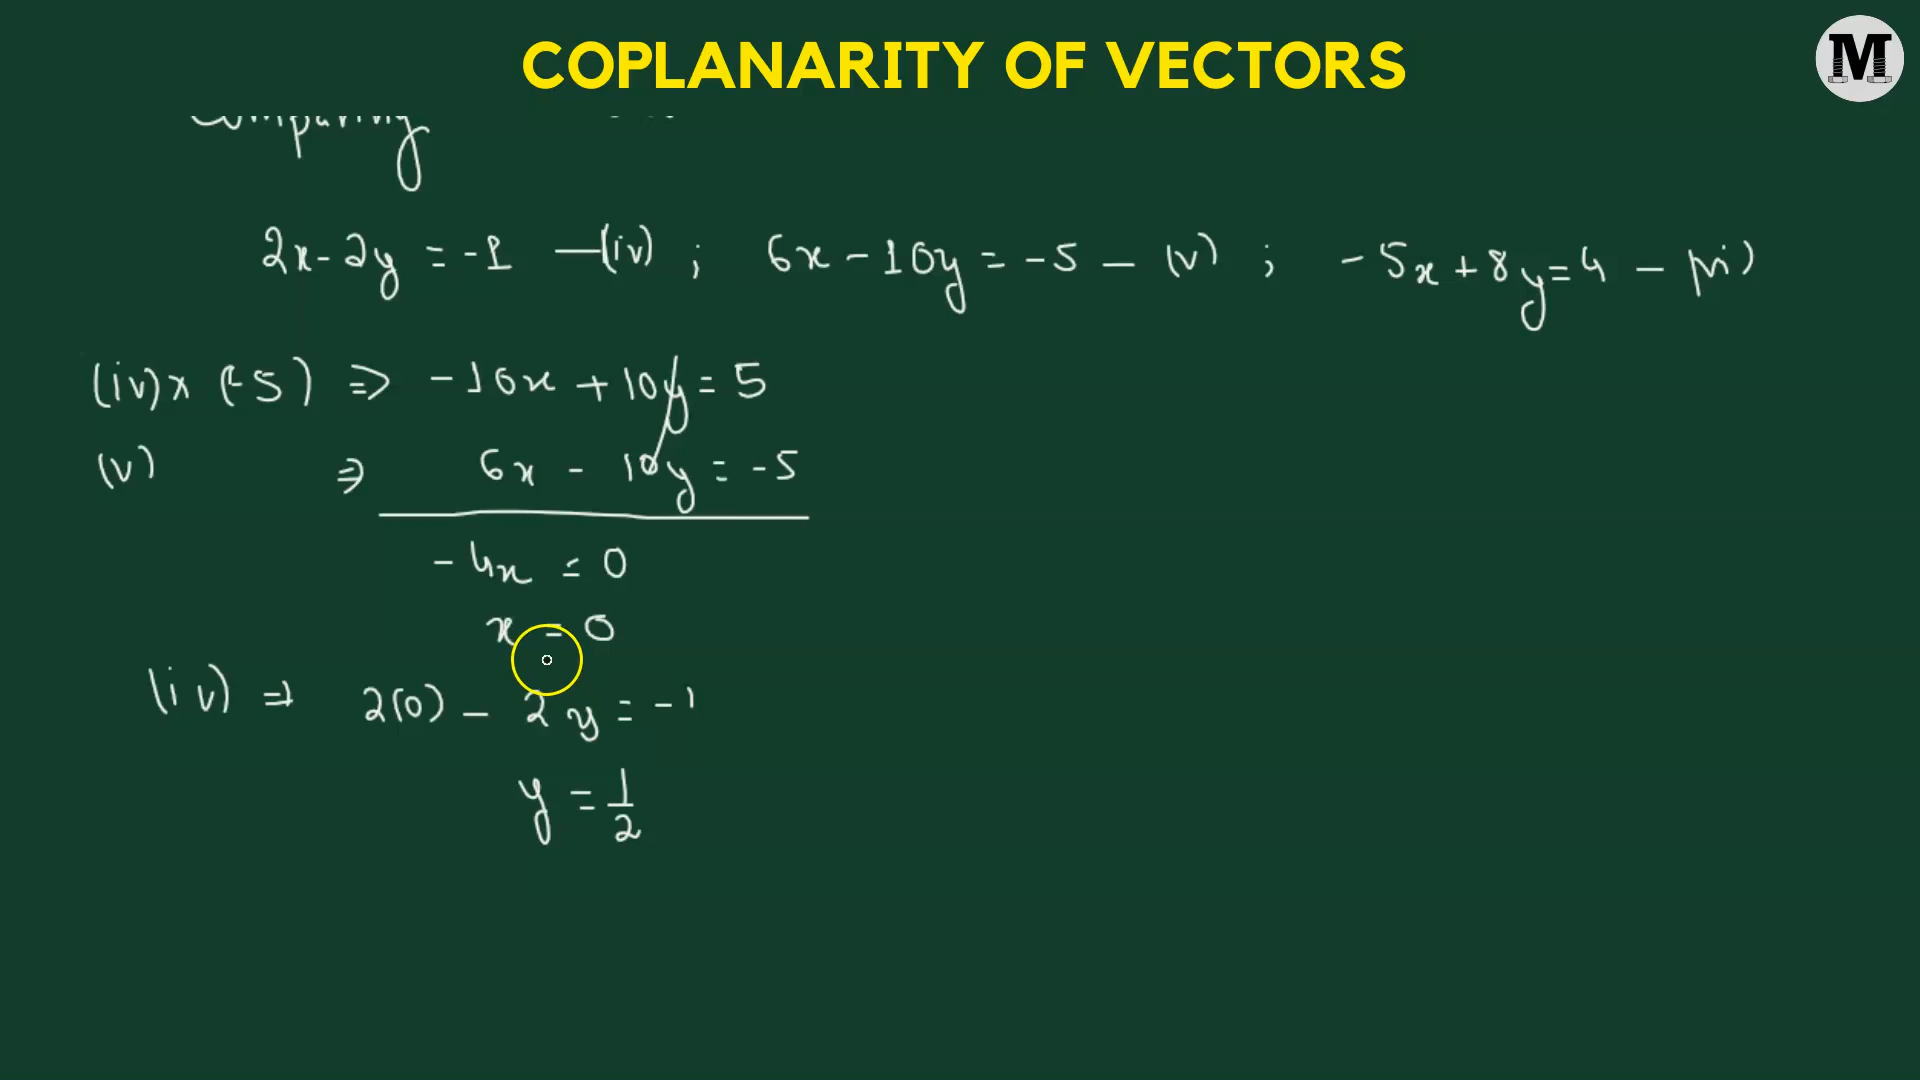 COPLANARITY OF VECTORS
M
Comparing
2x - 2y = -1 —(iv) ; 6x - 10y = -5 — (v) ; -5x + 8y = 4 — (vi)
(iv) x (-5) ⇒ -10x + 10y = 5
(v) ⇒ 6x - 10y = -5
-4x = 0
x = 0
(iv) ⇒ 2(0) - 2y = -1
y = 1/2